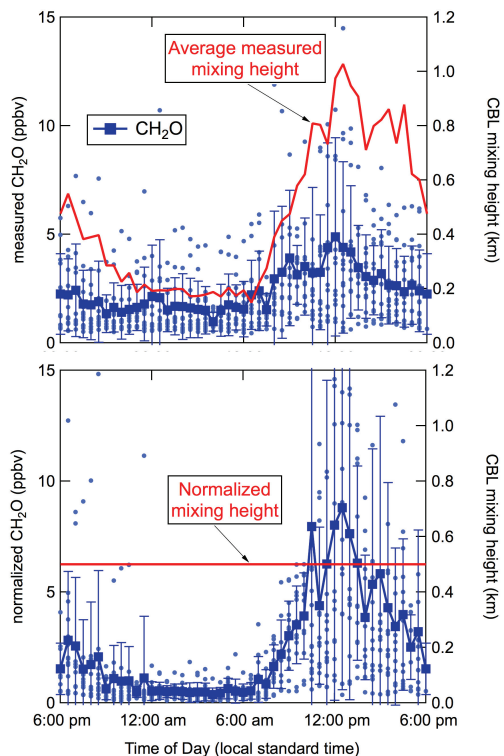 1.2
15
1.0
Average measured
mixing height
CH2O
0.8
10
0.6
0.4
5
0.2
0
0.0
measured CH2O (ppbv)
CBL mixing height (km)
15
1.2
1.0
10
0.8
Normalized
mixing height
0.6
5
0.4
0.2
0
0.0
normalized CH2O (ppbv)
CBL mixing height (km)
6:00 pm 12:00 am 6:00 am 12:00 pm 6:00 pm
Time of Day (local standard time)